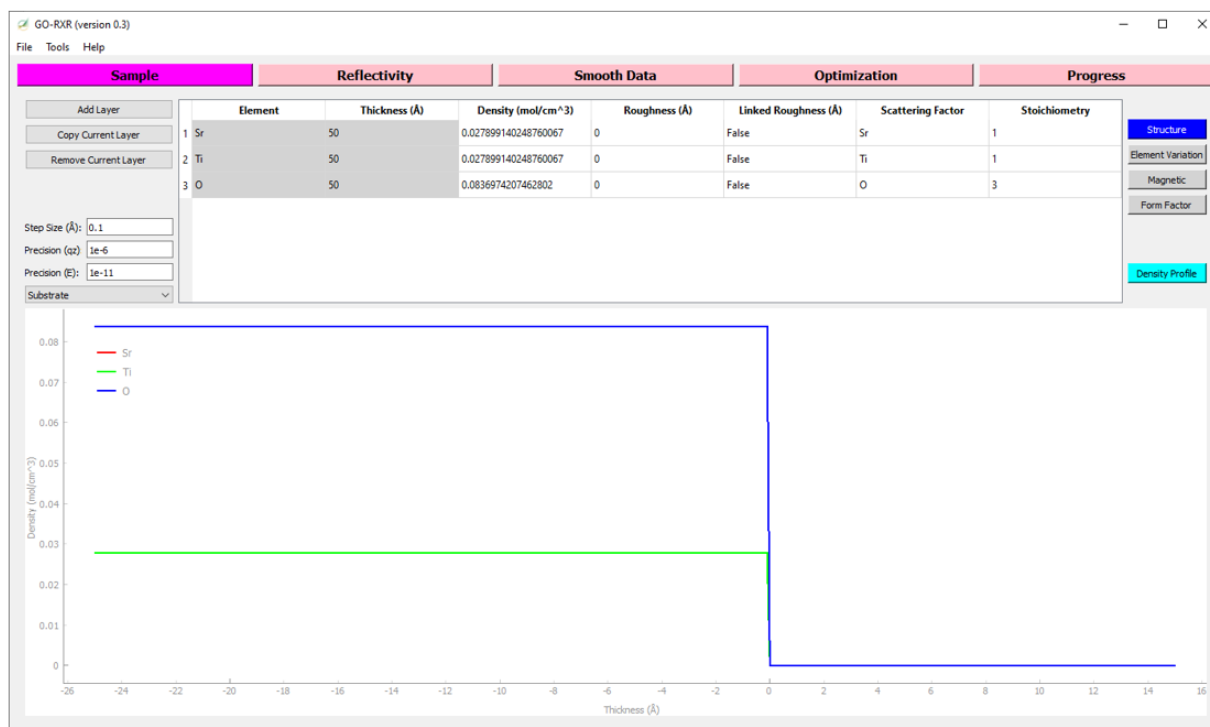 GO-RXR (version 0.3)
File Tools Help
Sample Reflectivity Smooth Data Optimization Progress
Add Layer
Copy Current Layer
Remove Current Layer
Step Size (Å): 0.1
Precision (qz) 1e-6
Precision (E): 1e-11
Substrate
Element Thickness (Å) Density (mol/cm^3) Roughness (Å) Linked Roughness (Å) Scattering Factor Stoichiometry
1 Sr 50 0.027899140248760067 0 False Sr 1
2 Ti 50 0.027899140248760067 0 False Ti 1
3 O 50 0.0836974207462802 0 False O 3
Structure
Element Variation
Magnetic
Form Factor
Density Profile
Sr
Ti
O
Density (mol/cm^3)
0.08
0.07
0.06
0.05
0.04
0.03
0.02
0.01
0
-26 -24 -22 -20 -18 -16 -14 -12 -10 -8 -6 -4 -2 0 2 4 6 8 10 12 14 16
Thickness (Å)